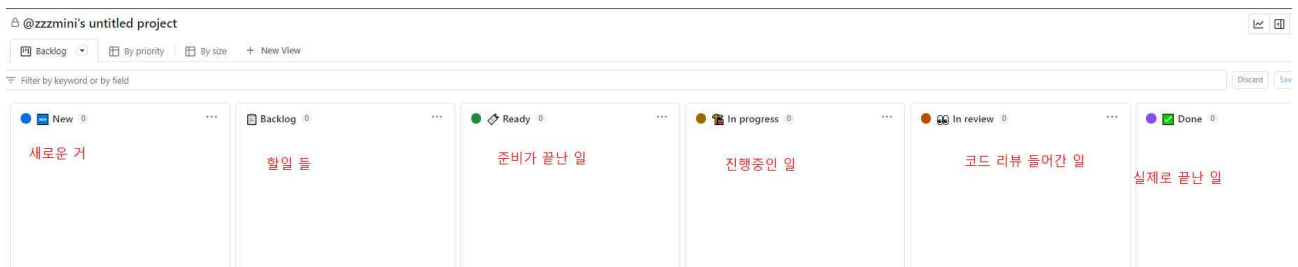 @zzzmini's untitled project
Backlog By priority By size + New View
Filter by keyword or by field Discard
New 0 ... Backlog 0 ... Ready 0 ... In progress 0 ... In review 0 ... Done 0
새로운 거
할일 들
준비가 끝난 일
진행중인 일
코드 리뷰 들어간 일
실제로 끝난 일